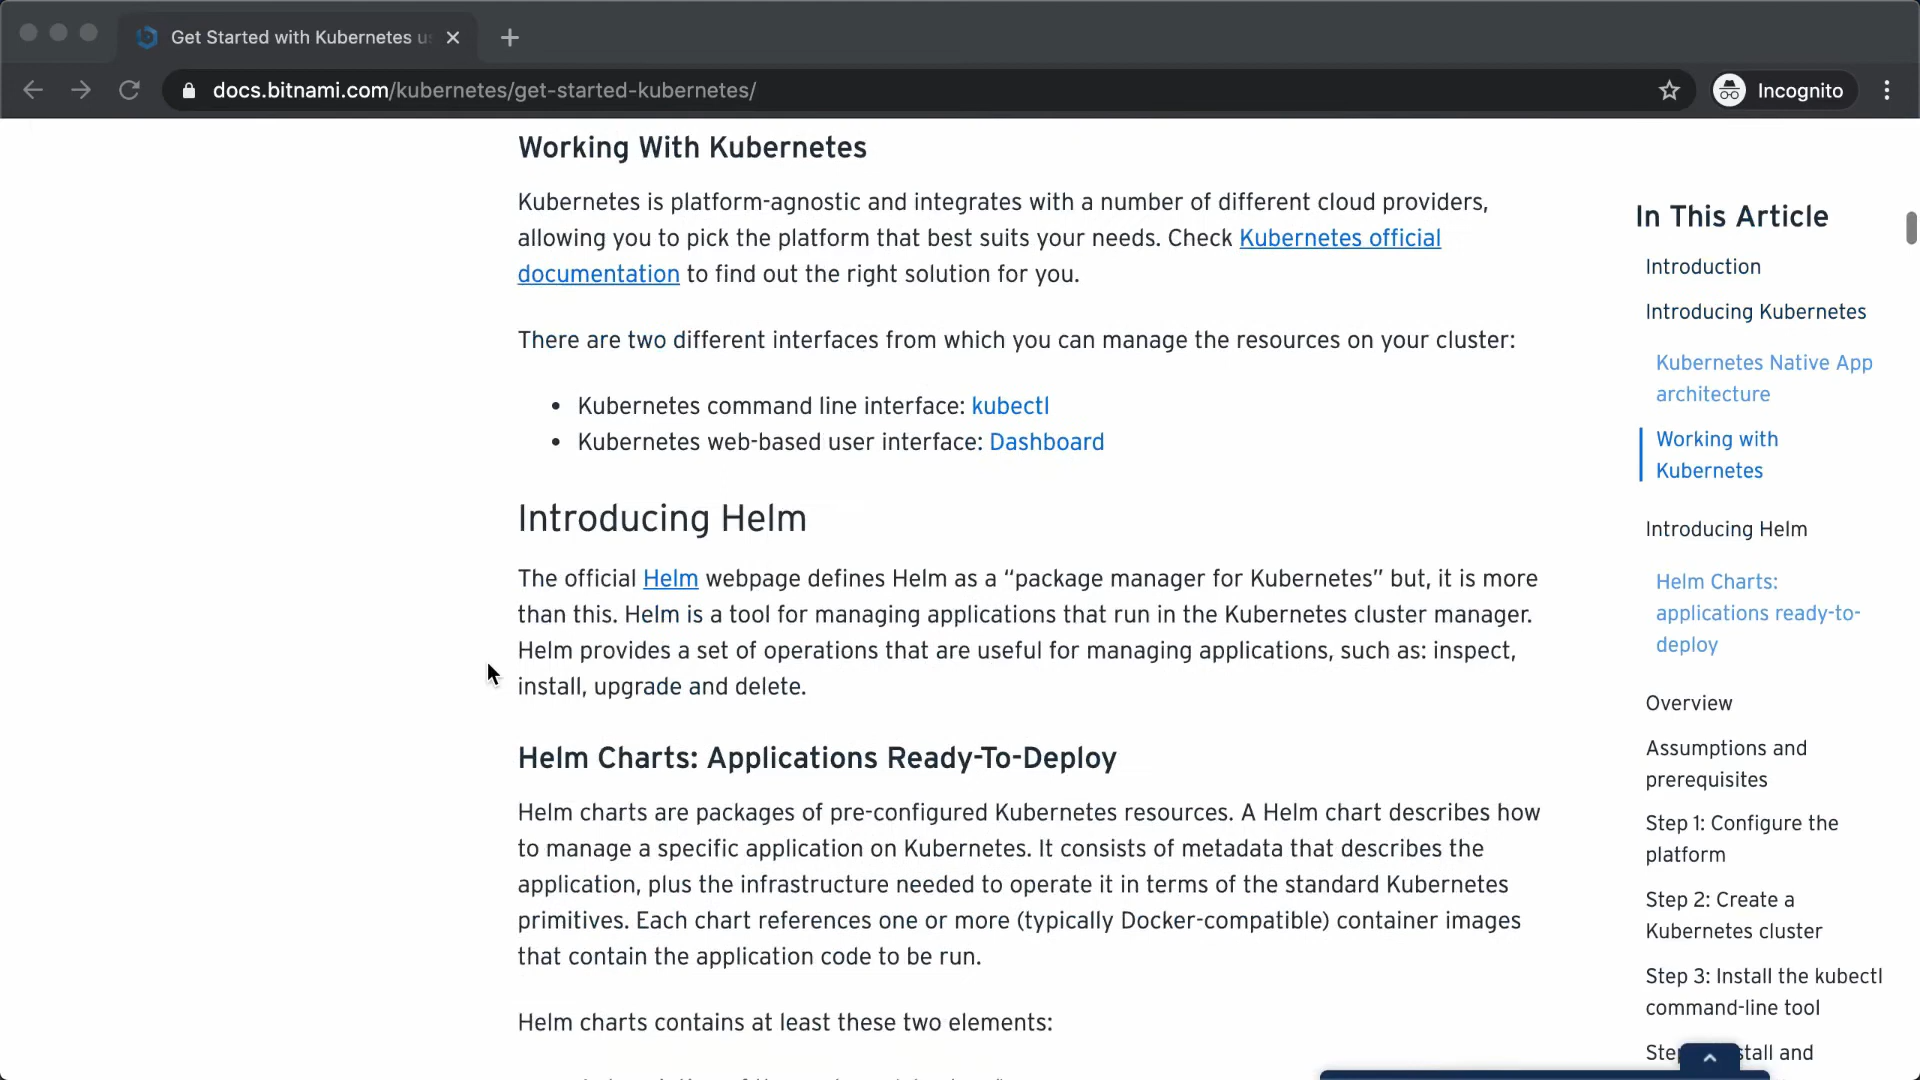 Get Started with Kubernetes u
docs.bitnami.com/kubernetes/get-started-kubernetes/
Incognito
Working With Kubernetes
Kubernetes is platform-agnostic and integrates with a number of different cloud providers,
allowing you to pick the platform that best suits your needs. Check Kubernetes official
documentation to find out the right solution for you.
There are two different interfaces from which you can manage the resources on your cluster:
• Kubernetes command line interface: kubectl
• Kubernetes web-based user interface: Dashboard
Introducing Helm
The official Helm webpage defines Helm as a “package manager for Kubernetes” but, it is more
than this. Helm is a tool for managing applications that run in the Kubernetes cluster manager.
Helm provides a set of operations that are useful for managing applications, such as: inspect,
install, upgrade and delete.
Helm Charts: Applications Ready-To-Deploy
Helm charts are packages of pre-configured Kubernetes resources. A Helm chart describes how
to manage a specific application on Kubernetes. It consists of metadata that describes the
application, plus the infrastructure needed to operate it in terms of the standard Kubernetes
primitives. Each chart references one or more (typically Docker-compatible) container images
that contain the application code to be run.
Helm charts contains at least these two elements:
In This Article
Introduction
Introducing Kubernetes
Kubernetes Native App
architecture
Working with
Kubernetes
Introducing Helm
Helm Charts:
applications ready-to-
deploy
Overview
Assumptions and
prerequisites
Step 1: Configure the
platform
Step 2: Create a
Kubernetes cluster
Step 3: Install the kubectl
command-line tool
and